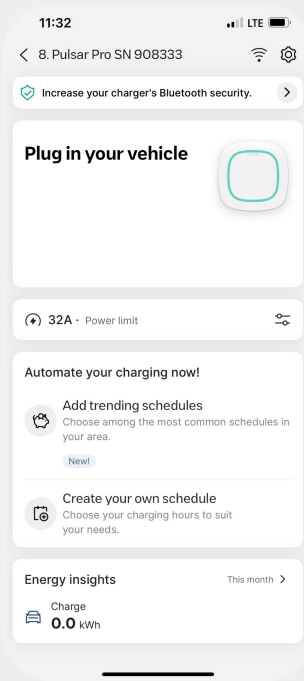 11:32 LTE
8. Pulsar Pro SN 908333
Increase your charger's Bluetooth security.
Plug in your vehicle
32A · Power limit
Automate your charging now!
Add trending schedules
Choose among the most common schedules in
your area.
New!
Create your own schedule
Choose your charging hours to suit
your needs.
Energy insights This month
Charge
0.0 kWh